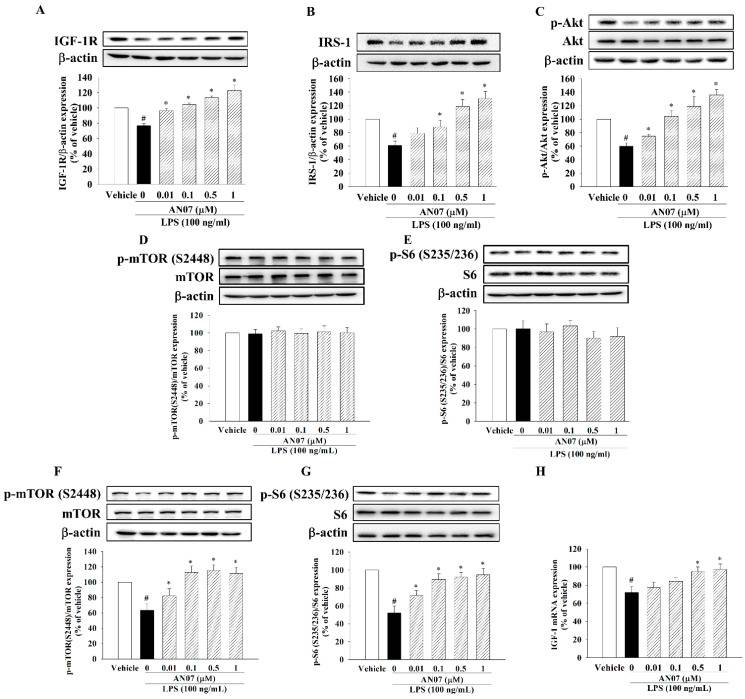 A
IGF-1R
β-actin
IGF-1R/β-actin expression
(% of vehicle)
140
120
100
80
60
40
20
0
#
*
*
*
*
Vehicle 0 0.01 0.1 0.5 1
AN07 (μM)
LPS (100 ng/ml)
B
IRS-1
β-actin
IRS-1/β-actin expression
(% of vehicle)
160
140
120
100
80
60
40
20
0
#
*
*
*
Vehicle 0 0.01 0.1 0.5 1
AN07 (μM)
LPS (100 ng/ml)
C
p-Akt
Akt
β-actin
p-Akt/Akt expression
(% of vehicle)
160
140
120
100
80
60
40
20
0
#
*
*
*
*
Vehicle 0 0.01 0.1 0.5 1
AN07 (μM)
LPS (100 ng/ml)
D
p-mTOR (S2448)
mTOR
β-actin
p-mTOR(S2448)/mTOR expression
(% of vehicle)
120
100
80
60
40
20
0
Vehicle 0 0.01 0.1 0.5 1
AN07 (μM)
LPS (100 ng/mL)
E
p-S6 (S235/236)
S6
β-actin
p-S6 (S235/236)/S6 expression
(% of vehicle)
120
100
80
60
40
20
0
Vehicle 0 0.01 0.1 0.5 1
AN07 (μM)
LPS (100 ng/ml)
F
p-mTOR (S2448)
mTOR
β-actin
p-mTOR(S2448)/mTOR expression
(% of vehicle)
140
120
100
80
60
40
20
0
#
*
*
*
*
Vehicle 0 0.01 0.1 0.5 1
AN07 (μM)
LPS (100 ng/mL)
G
p-S6 (S235/236)
S6
β-actin
p-S6 (S235/236)/S6 expression
(% of vehicle)
120
100
80
60
40
20
0
#
*
*
*
*
Vehicle 0 0.01 0.1 0.5 1
AN07 (μM)
LPS (100 ng/mL)
H
IGF-1 mRNA expression
(% of vehicle)
120
100
80
60
40
20
0
#
*
*
Vehicle 0 0.01 0.1 0.5 1
AN07 (μM)
LPS (100 ng/mL)